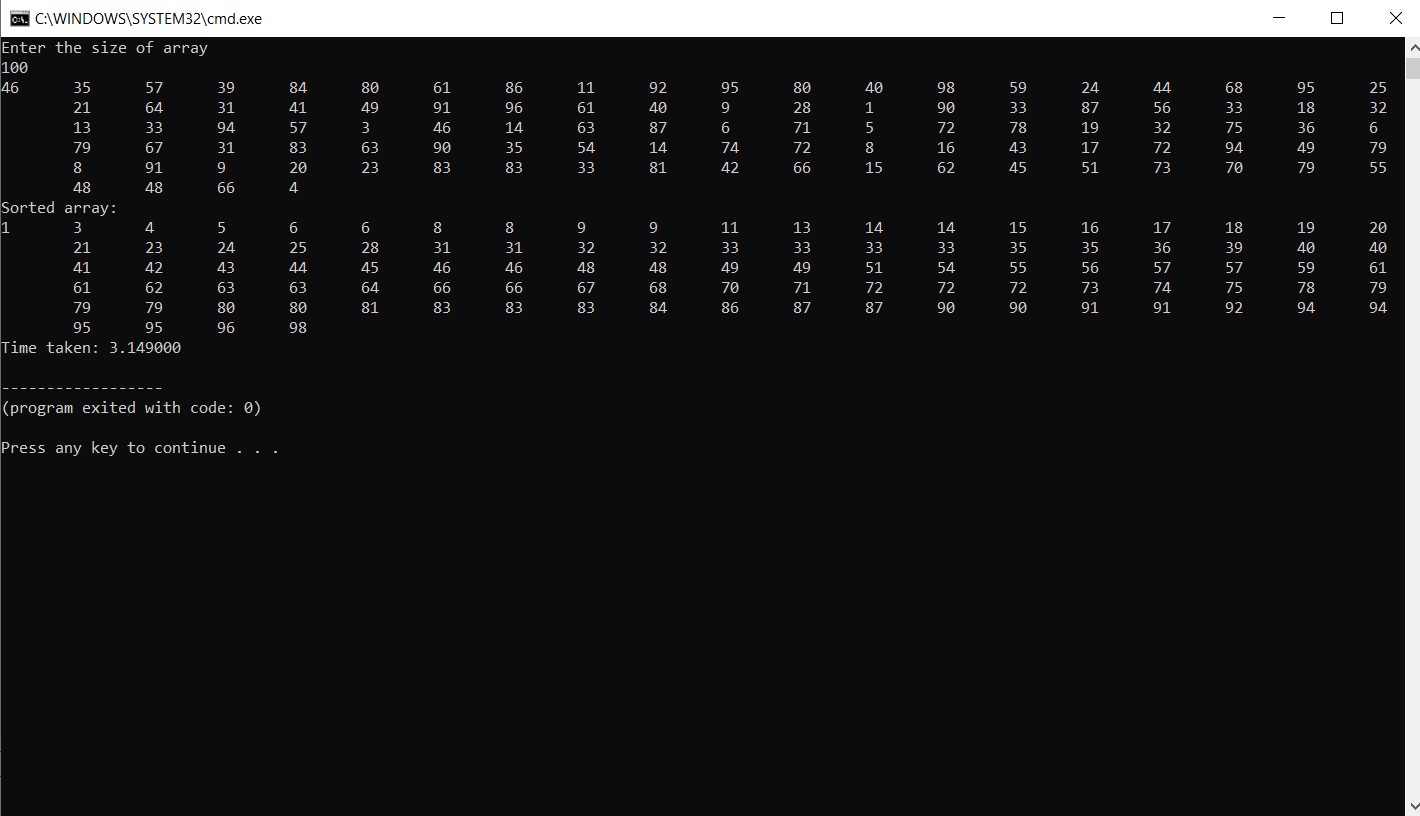 C:\WINDOWS\SYSTEM32\cmd.exe
Enter the size of array
100
46 35 57 39 84 80 61 86 11 92 95 80 40 98 59 24 44 68 95 25
21 64 31 41 49 91 96 61 40 9 28 1 90 33 87 56 33 18 32
13 33 94 57 3 46 14 63 87 6 71 5 72 78 19 32 75 36 6
79 67 31 83 63 90 35 54 14 74 72 8 16 43 17 72 94 49 79
8 91 9 20 23 83 83 33 81 42 66 15 62 45 51 73 70 79 55
48 48 66 4
Sorted array:
1 3 4 5 6 6 8 8 9 9 11 13 14 14 15 16 17 18 19 20
21 23 24 25 28 31 31 32 32 33 33 33 33 35 35 36 39 40 40
41 42 43 44 45 46 46 48 48 49 49 51 54 55 56 57 57 59 61
61 62 63 63 64 66 66 67 68 70 71 72 72 72 73 74 75 78 79
79 79 80 80 81 83 83 83 84 86 87 87 90 90 91 91 92 94 94
95 95 96 98
Time taken: 3.149000
------------------
(program exited with code: 0)
Press any key to continue . . .